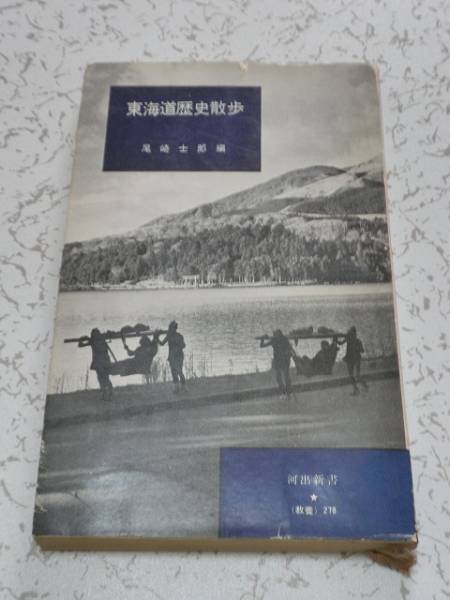 東海道歴史散歩
尾崎士郎編
河出新書
★
(教養) 278